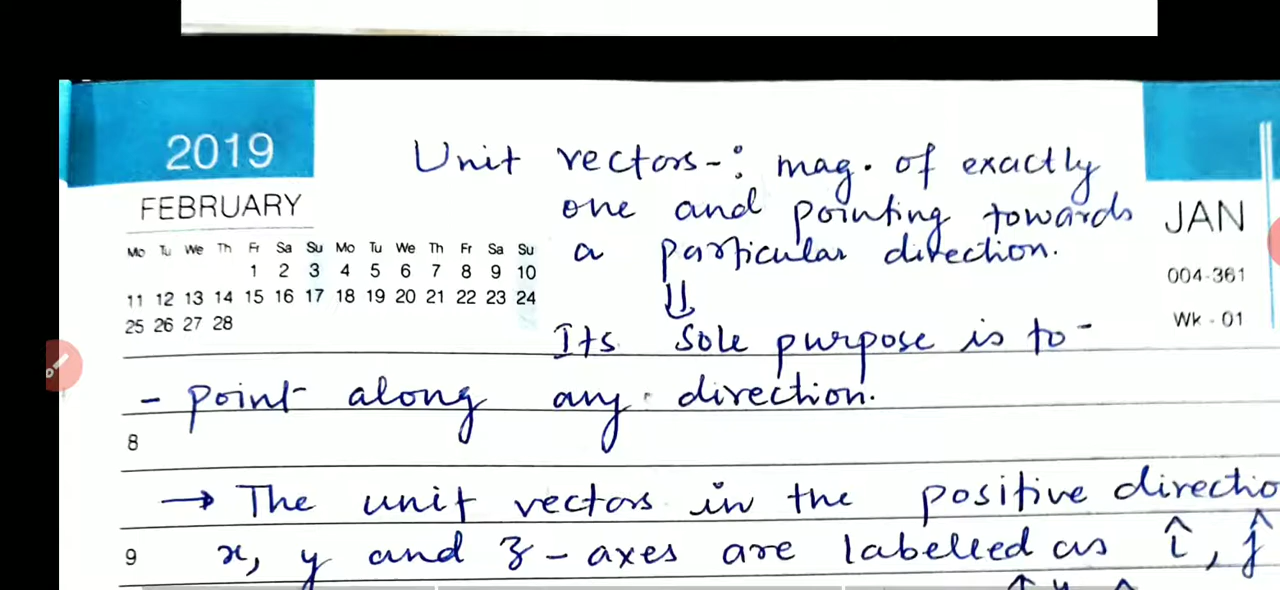 2019
FEBRUARY
Mo Tu We Th Fr Sa Su Mo Tu We Th Fr Sa Su
1 2 3 4 5 6 7 8 9 10
11 12 13 14 15 16 17 18 19 20 21 22 23 24
25 26 27 28
Unit vectors-: mag. of exactly
one and pointing towards
a particular direction.
JAN
004-361
Wk - 01
Its sole purpose is to -
- point along any direction.
8
→ The unit vectors in the positive directio
9
x, y and z - axes are labelled as î, ĵ